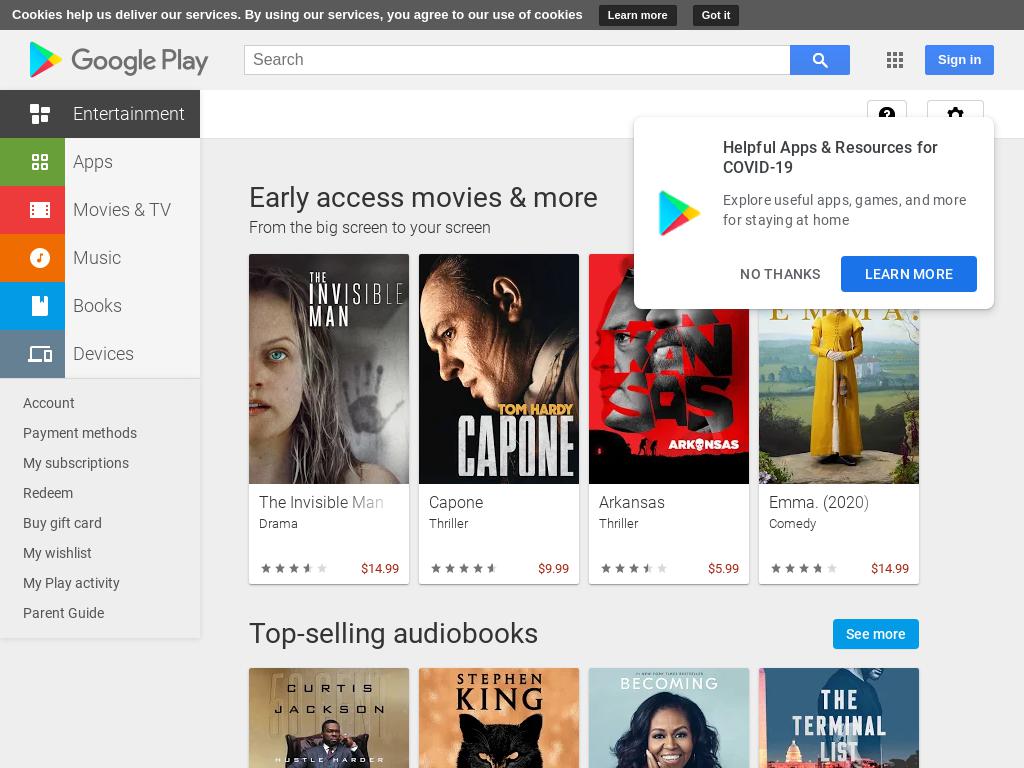 Cookies help us deliver our services. By using our services, you agree to our use of cookies
Learn more
Got it
Google Play
Search
Sign in
Entertainment
Apps
Movies & TV
Music
Books
Devices
Account
Payment methods
My subscriptions
Redeem
Buy gift card
My wishlist
My Play activity
Parent Guide
Helpful Apps & Resources for
COVID-19
Explore useful apps, games, and more
for staying at home
NO THANKS
LEARN MORE
Early access movies & more
From the big screen to your screen
THE
INVISIBLE
MAN
TOM HARDY
CAPONE
ARKANSAS
EMMA.
The Invisible Man
Drama
$14.99
Capone
Thriller
$9.99
Arkansas
Thriller
$5.99
Emma. (2020)
Comedy
$14.99
Top-selling audiobooks
See more
CURTIS
JACKSON
HUSTLE HARDER
STEPHEN
KING
BECOMING
THE
TERMINAL
LIST